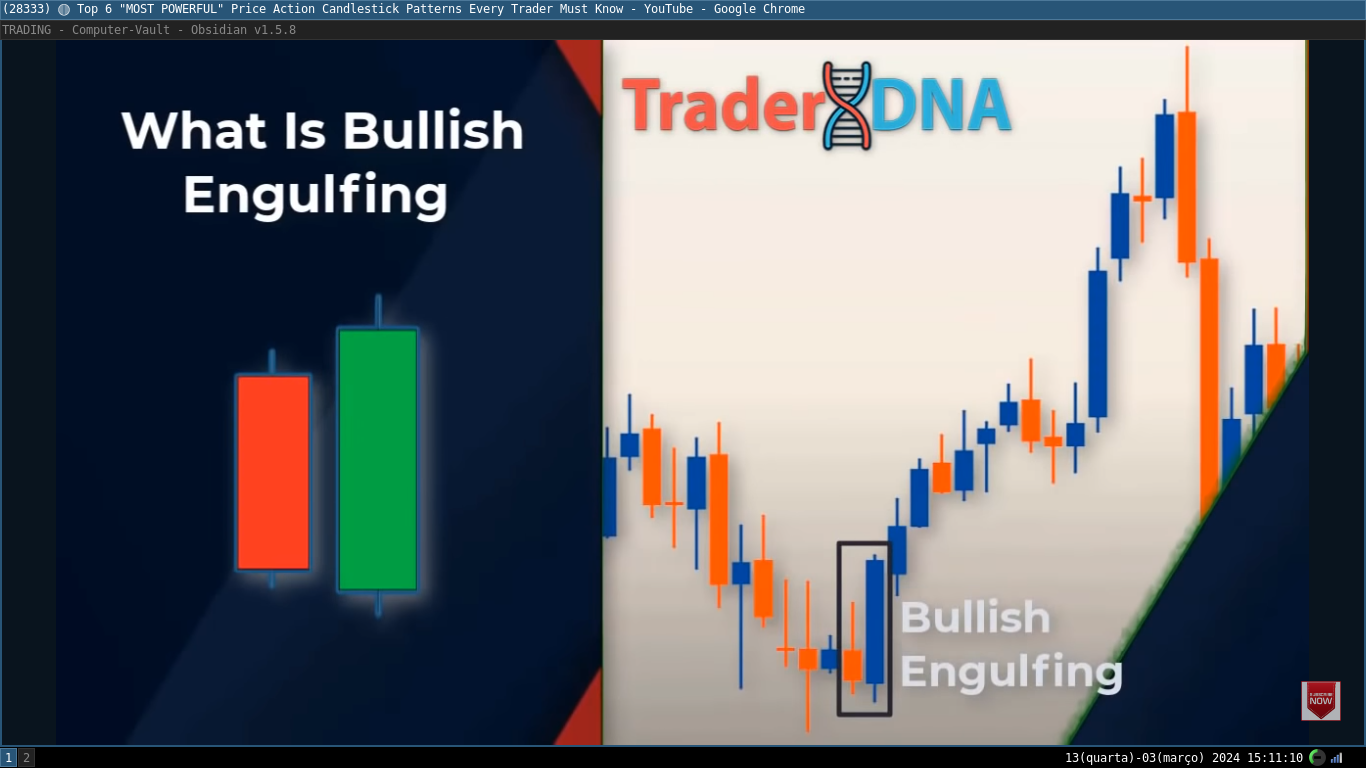 (28333) Top 6 "MOST POWERFUL" Price Action Candlestick Patterns Every Trader Must Know - YouTube - Google Chrome
TRADING - Computer-Vault - Obsidian v1.5.8
What Is Bullish
Engulfing
Trader DNA
Bullish
Engulfing
SUBSCRIBE
NOW
1 2
13(quarta)-03(março) 2024 15:11:10